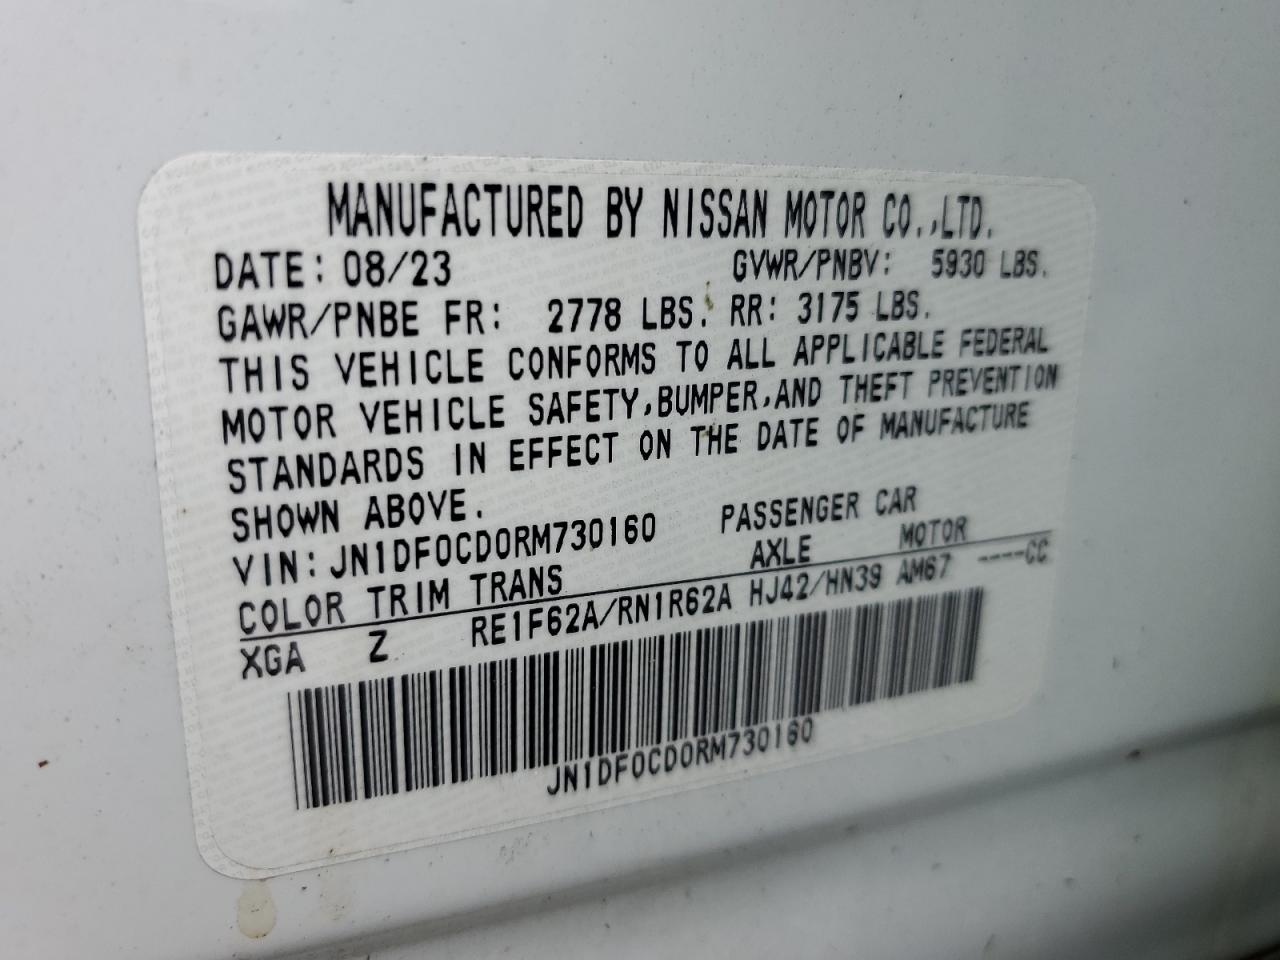 MANUFACTURED BY NISSAN MOTOR CO.,LTD.
DATE: 08/23 GVWR/PNBV: 5930 LBS.
GAWR/PNBE FR: 2778 LBS. RR: 3175 LBS.
THIS VEHICLE CONFORMS TO ALL APPLICABLE FEDERAL
MOTOR VEHICLE SAFETY,BUMPER,AND THEFT PREVENTION
STANDARDS IN EFFECT ON THE DATE OF MANUFACTURE
SHOWN ABOVE.
VIN: JN1DF0CD0RM730160 PASSENGER CAR
COLOR TRIM TRANS AXLE MOTOR
XGA Z RE1F62A/RN1R62A HJ42/HN39 AM67 ----CC
JN1DF0CD0RM730160